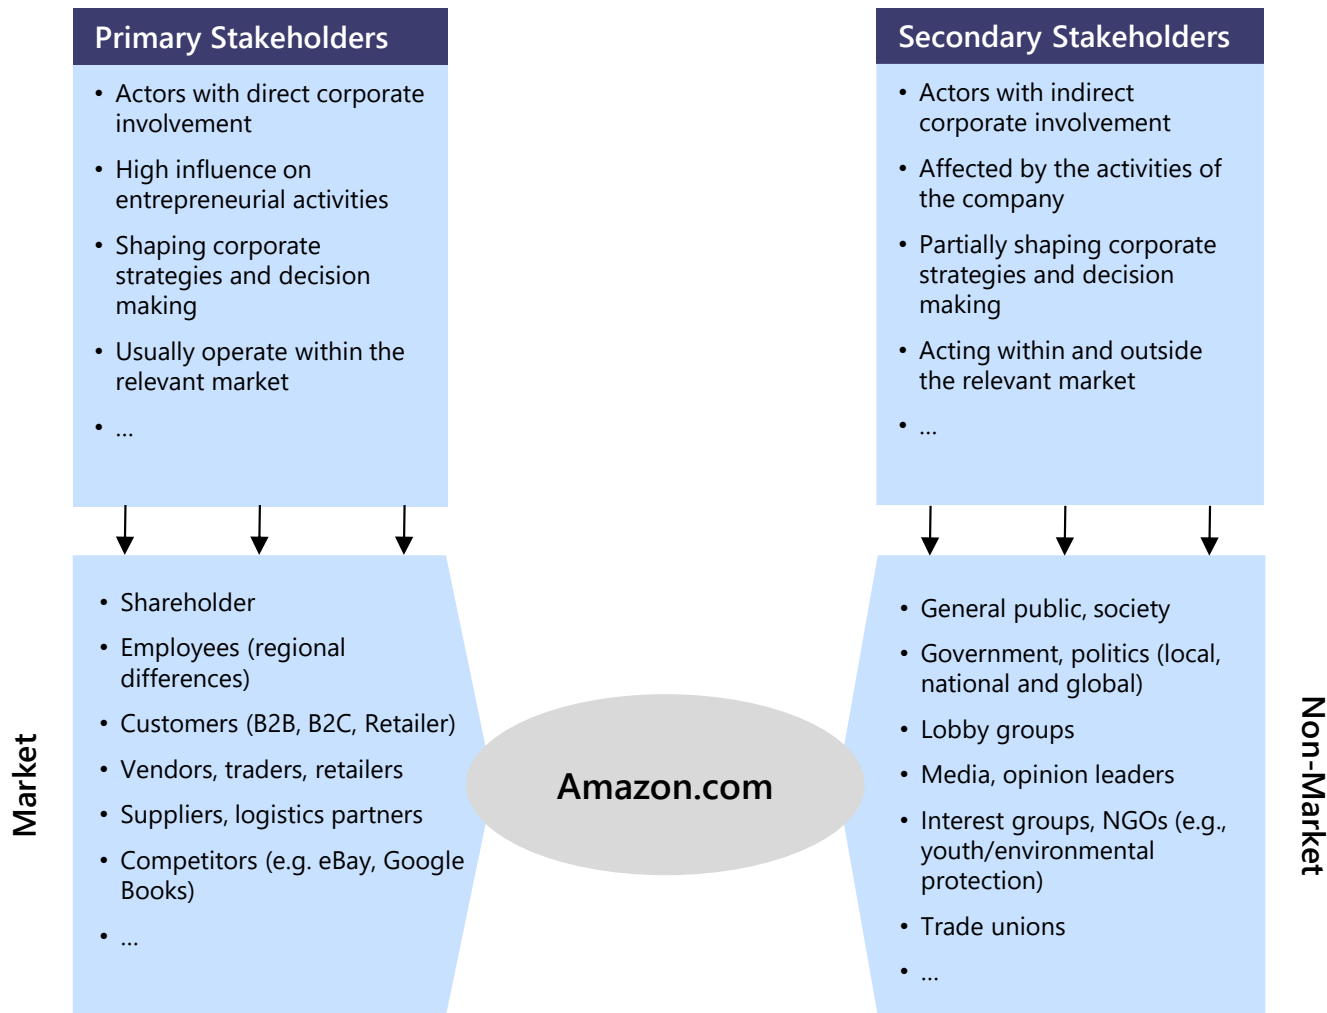 Primary Stakeholders
• Actors with direct corporate
involvement
• High influence on
entrepreneurial activities
• Shaping corporate
strategies and decision
making
• Usually operate within the
relevant market
• ...
Secondary Stakeholders
• Actors with indirect
corporate involvement
• Affected by the activities of
the company
• Partially shaping corporate
strategies and decision
making
• Acting within and outside
the relevant market
• ...
Market
• Shareholder
• Employees (regional
differences)
• Customers (B2B, B2C, Retailer)
• Vendors, traders, retailers
• Suppliers, logistics partners
• Competitors (e.g. eBay, Google
Books)
• ...
Amazon.com
• General public, society
• Government, politics (local,
national and global)
• Lobby groups
• Media, opinion leaders
• Interest groups, NGOs (e.g.,
youth/environmental
protection)
• Trade unions
• ...
Non-Market